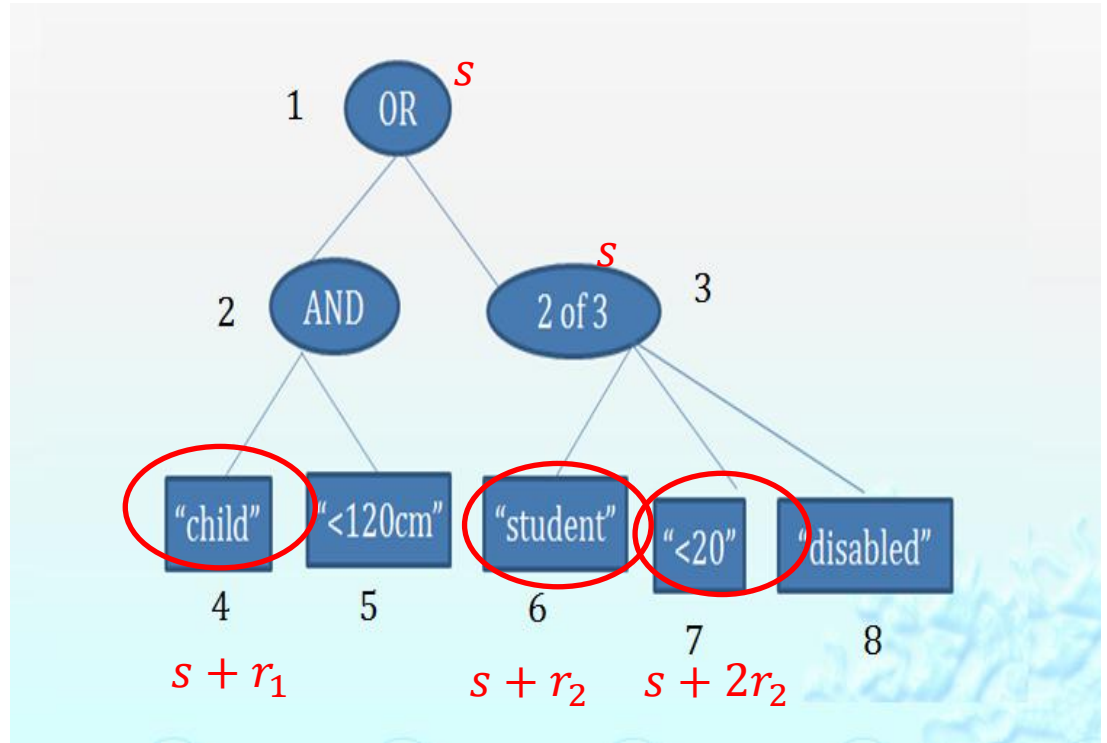 s
1 OR
s
2 AND 2 of 3 3
“child” “<120cm” “student” “<20” “disabled”
4 5 6 7 8
s + r₁ s + r₂ s + 2r₂